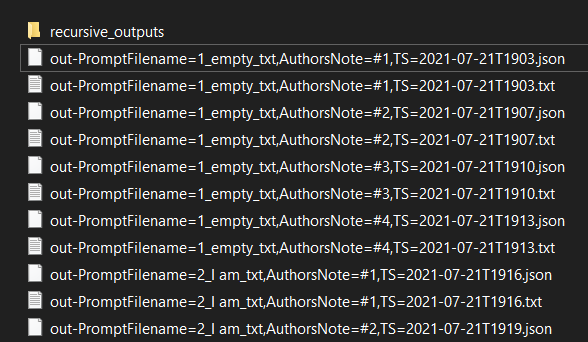 recursive_outputs
out-PromptFilename=1_empty_txt,AuthorsNote=#1,TS=2021-07-21T1903.json
out-PromptFilename=1_empty_txt,AuthorsNote=#1,TS=2021-07-21T1903.txt
out-PromptFilename=1_empty_txt,AuthorsNote=#2,TS=2021-07-21T1907.json
out-PromptFilename=1_empty_txt,AuthorsNote=#2,TS=2021-07-21T1907.txt
out-PromptFilename=1_empty_txt,AuthorsNote=#3,TS=2021-07-21T1910.json
out-PromptFilename=1_empty_txt,AuthorsNote=#3,TS=2021-07-21T1910.txt
out-PromptFilename=1_empty_txt,AuthorsNote=#4,TS=2021-07-21T1913.json
out-PromptFilename=1_empty_txt,AuthorsNote=#4,TS=2021-07-21T1913.txt
out-PromptFilename=2_I am_txt,AuthorsNote=#1,TS=2021-07-21T1916.json
out-PromptFilename=2_I am_txt,AuthorsNote=#1,TS=2021-07-21T1916.txt
out-PromptFilename=2_I am_txt,AuthorsNote=#2,TS=2021-07-21T1919.json